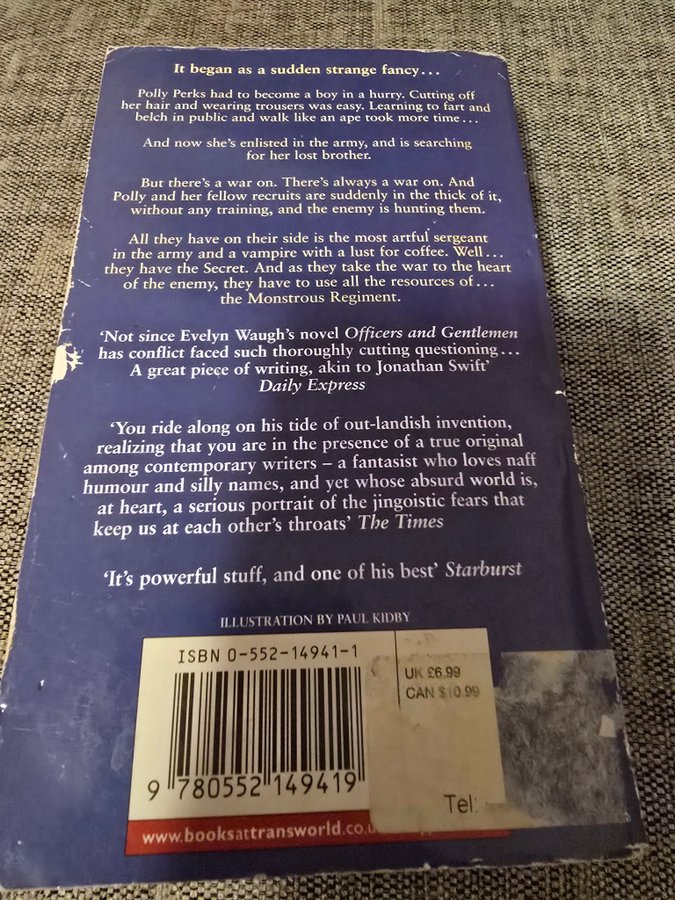 It began as a sudden strange fancy...
Polly Perks had to become a boy in a hurry. Cutting off
her hair and wearing trousers was easy. Learning to fart and
belch in public and walk like an ape took more time...
And now she's enlisted in the army, and is searching
for her lost brother.
But there's a war on. There's always a war on. And
Polly and her fellow recruits are suddenly in the thick of it,
without any training, and the enemy is hunting them.
All they have on their side is the most artful sergeant
in the army and a vampire with a lust for coffee. Well...
they have the Secret. And as they take the war to the heart
of the enemy, they have to use all the resources of...
the Monstrous Regiment.
'Not since Evelyn Waugh's novel Officers and Gentlemen
has conflict faced such thoroughly cutting questioning...
A great piece of writing, akin to Jonathan Swift'
Daily Express
'You ride along on his tide of out-landish invention,
realizing that you are in the presence of a true original
among contemporary writers – a fantasist who loves naff
humour and silly names, and yet whose absurd world is,
at heart, a serious portrait of the jingoistic fears that
keep us at each other's throats' The Times
'It's powerful stuff, and one of his best' Starburst
ILLUSTRATION BY PAUL KIDBY
ISBN 0-552-14941-1
UK £6.99
CAN $10.99
9 780552 149419
Tel:
www.booksattransworld.co.u